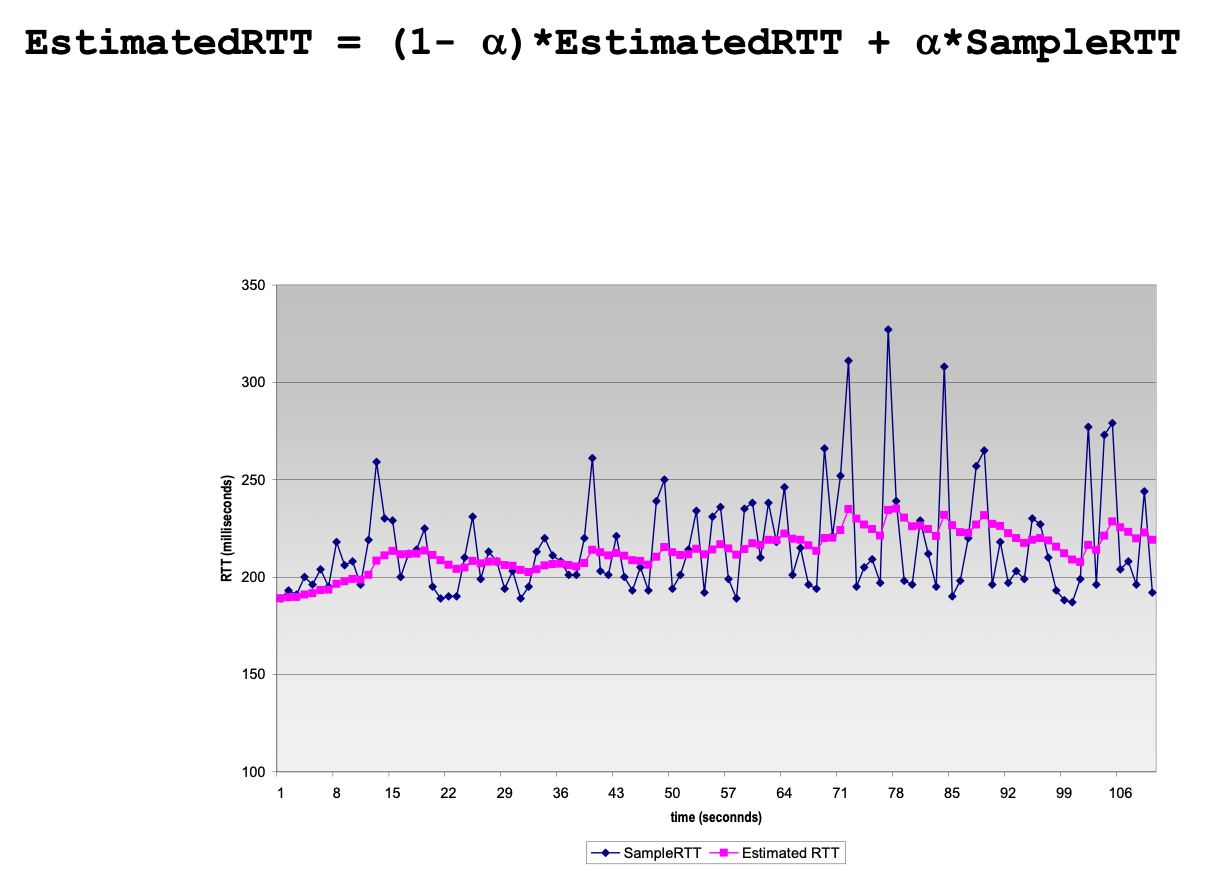 EstimatedRTT = (1- α)*EstimatedRTT + α*SampleRTT
350
300
250
200
150
100
RTT (milliseconds)
1 8 15 22 29 36 43 50 57 64 71 78 85 92 99 106
time (seconnds)
SampleRTT Estimated RTT